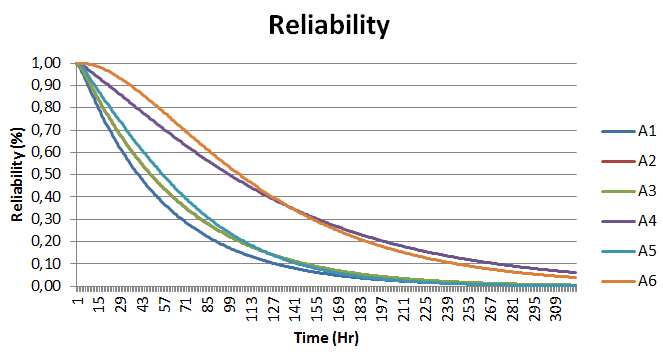 Reliability
1,00
0,90
0,80
0,70
0,60
0,50
0,40
0,30
0,20
0,10
0,00
Reliability (%)
1 15 29 43 57 71 85 99 113 127 141 155 169 183 197 211 225 239 253 267 281 295 309
Time (Hr)
A1
A2
A3
A4
A5
A6